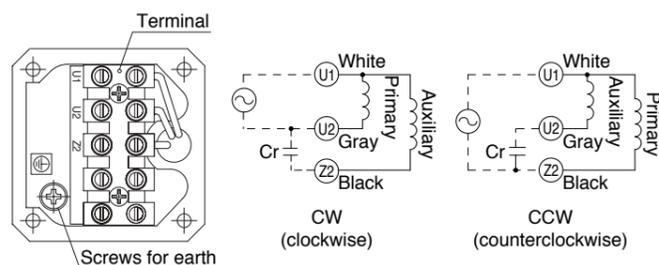 Terminal
U1
U2
Z2
Screws for earth
U1
White
Primary
Auxiliary
U2
Gray
Cr
Z2
Black
CW
(clockwise)
U1
White
Auxiliary
Primary
U2
Gray
Cr
Z2
Black
CCW
(counterclockwise)